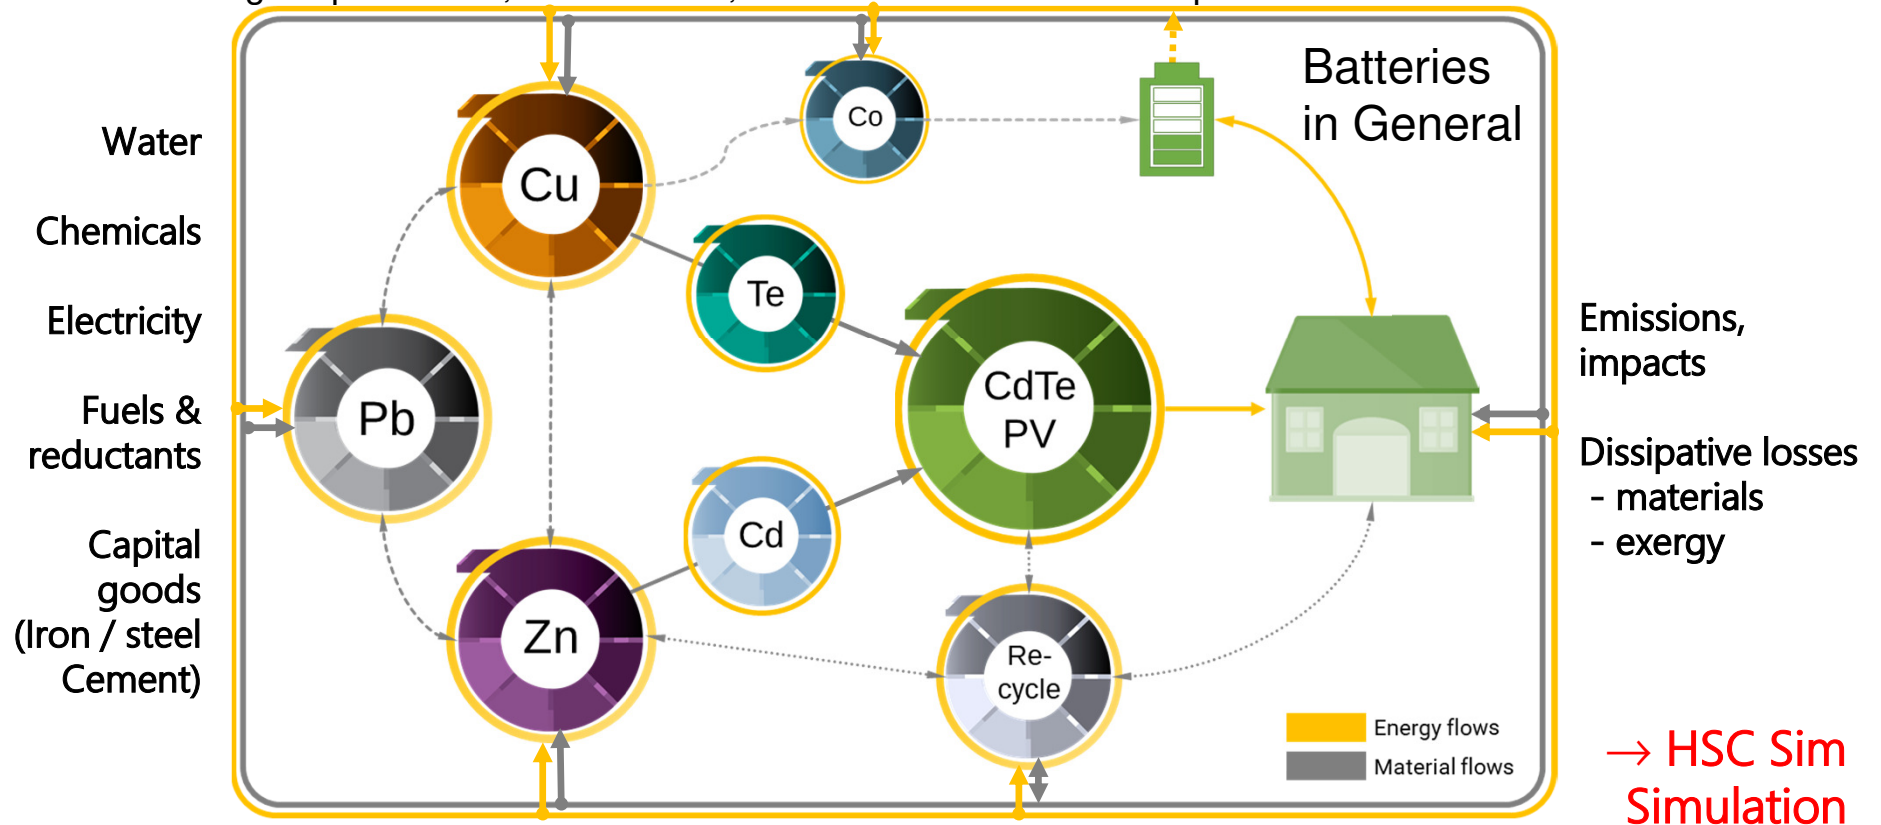 Water
Chemicals
Electricity
Fuels &
reductants
Capital
goods
(Iron / steel
Cement)
Cu
Co
Te
Pb
Cd
Zn
CdTe
PV
Re-
cycle
Batteries
in General
Energy flows
Material flows
Emissions,
impacts
Dissipative losses
- materials
- exergy
→ HSC Sim
Simulation